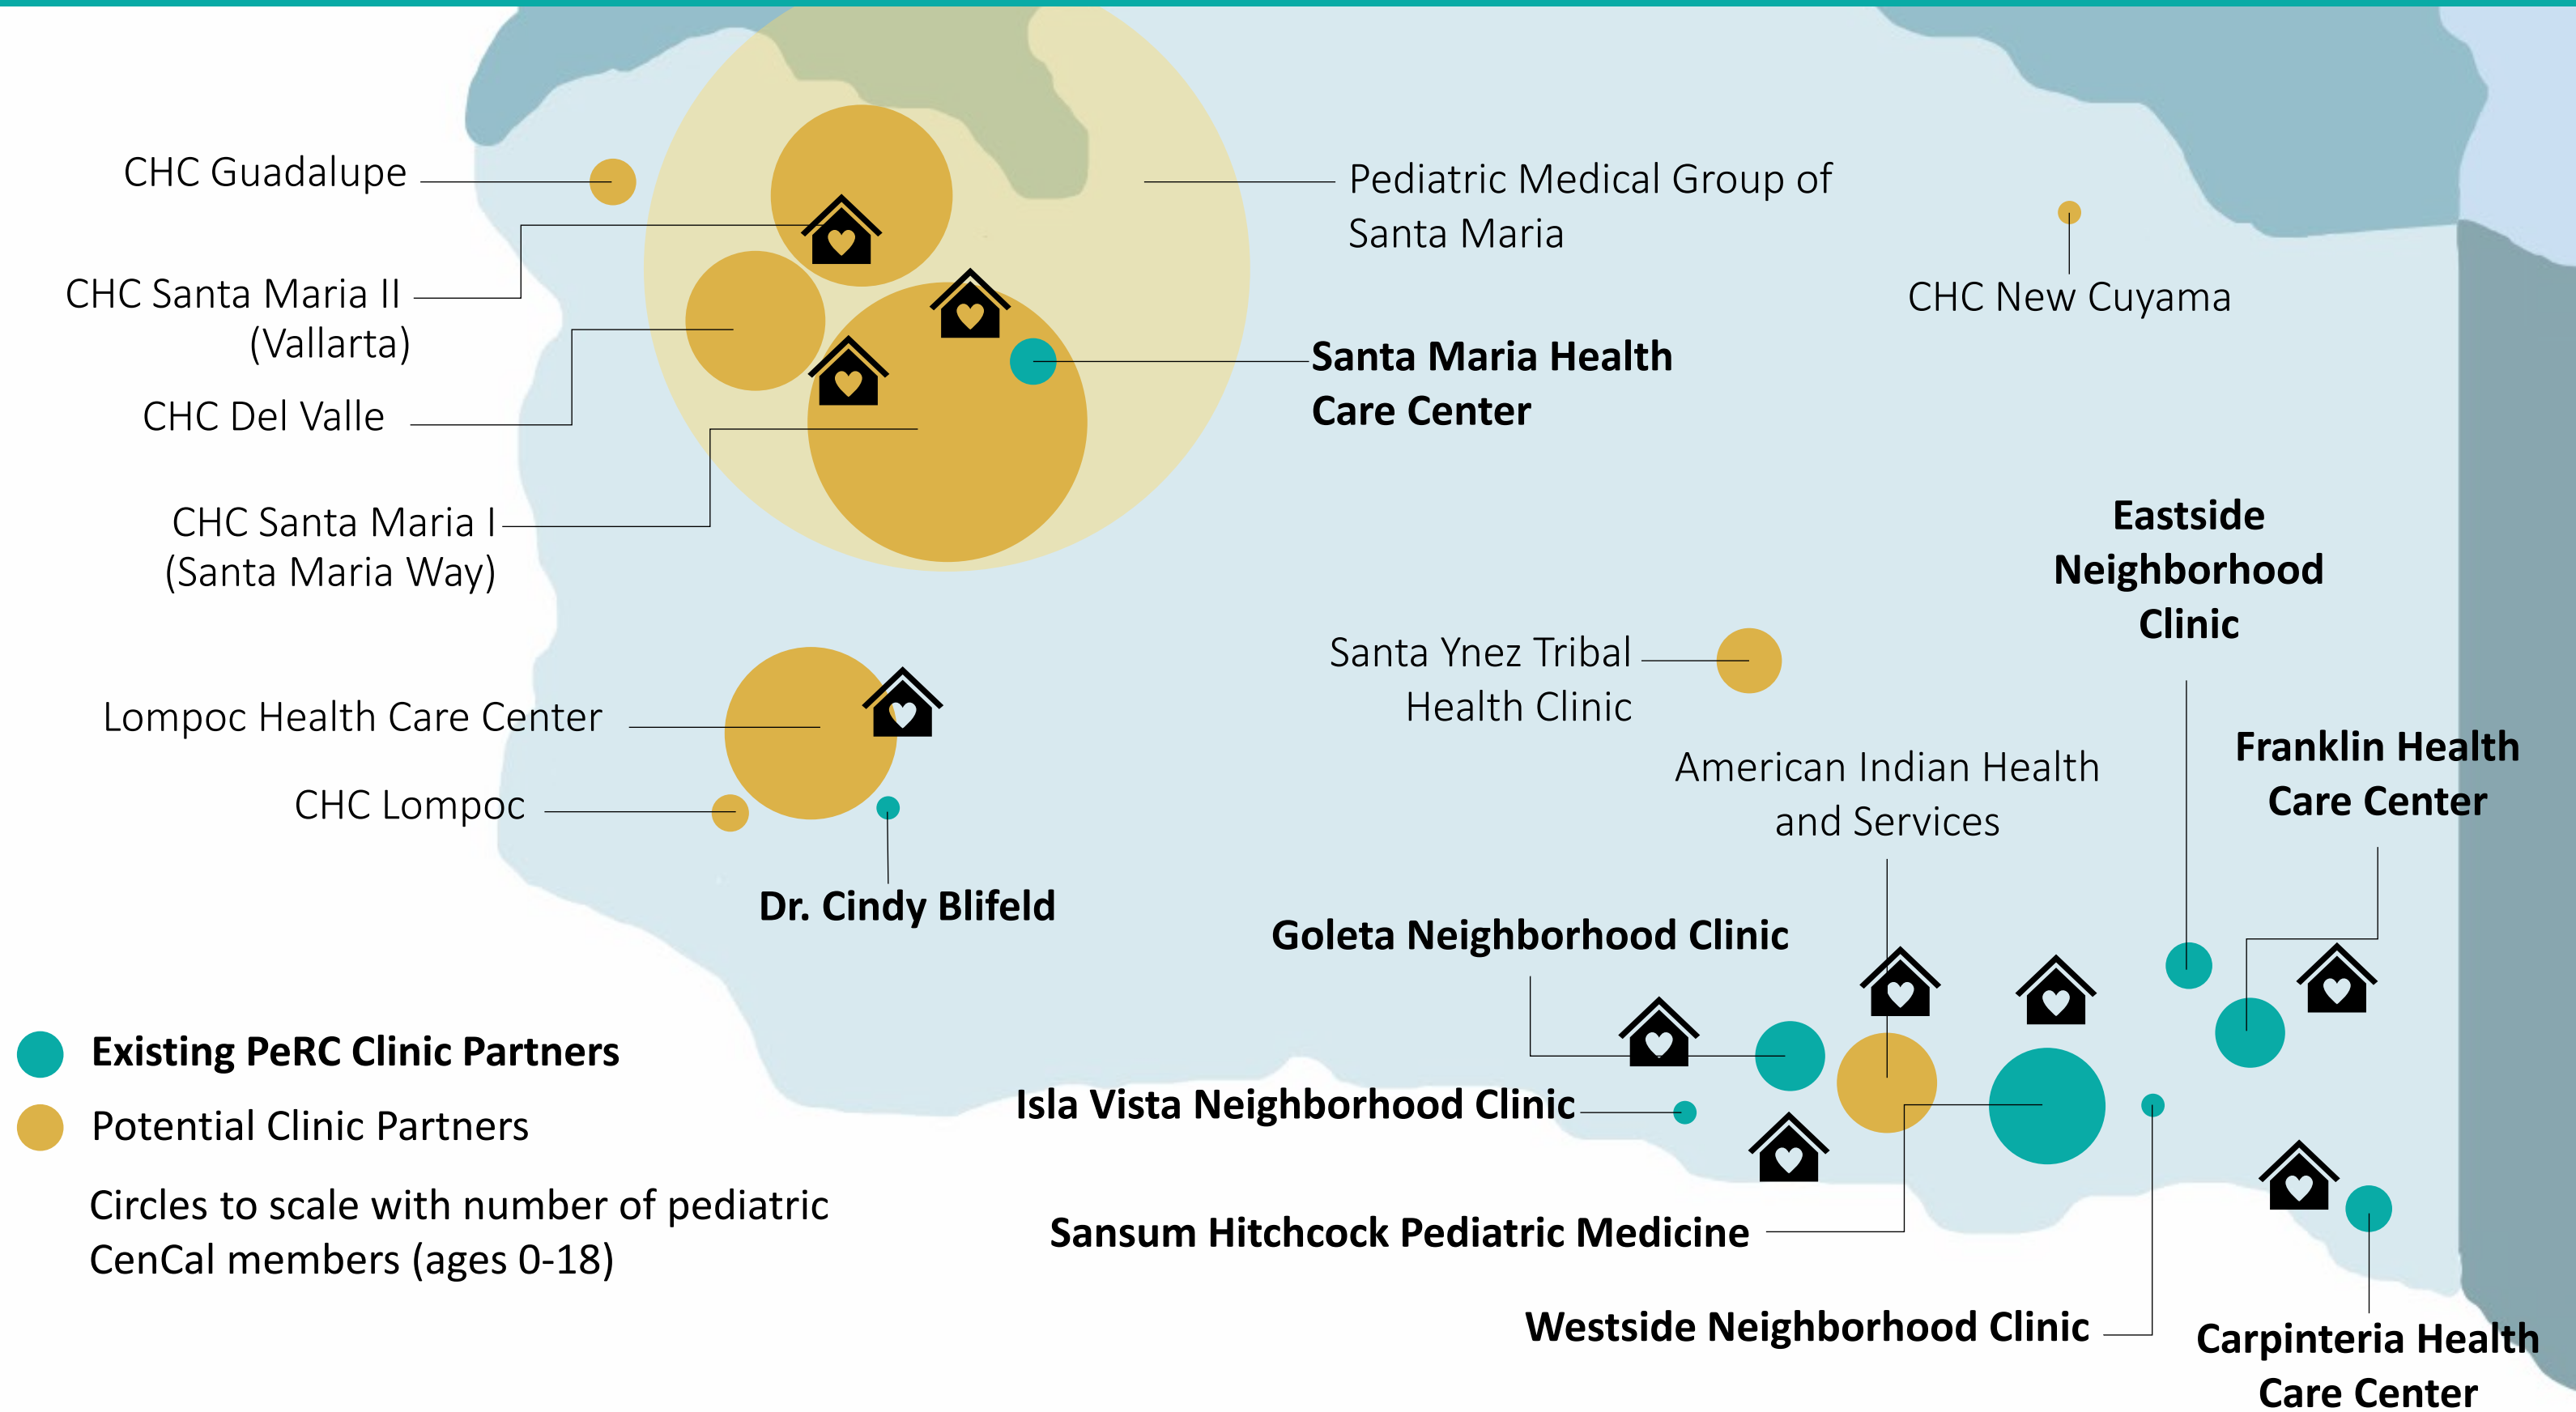 CHC Guadalupe
CHC Santa Maria II
(Vallarta)
CHC Del Valle
CHC Santa Maria I
(Santa Maria Way)
Pediatric Medical Group of
Santa Maria
Santa Maria Health
Care Center
CHC New Cuyama
Eastside
Neighborhood
Clinic
Santa Ynez Tribal
Health Clinic
Franklin Health
Care Center
American Indian Health
and Services
Lompoc Health Care Center
CHC Lompoc
Dr. Cindy Blifeld
Goleta Neighborhood Clinic
Isla Vista Neighborhood Clinic
Sansum Hitchcock Pediatric Medicine
Westside Neighborhood Clinic
Carpinteria Health
Care Center
Existing PeRC Clinic Partners
Potential Clinic Partners
Circles to scale with number of pediatric
CenCal members (ages 0-18)